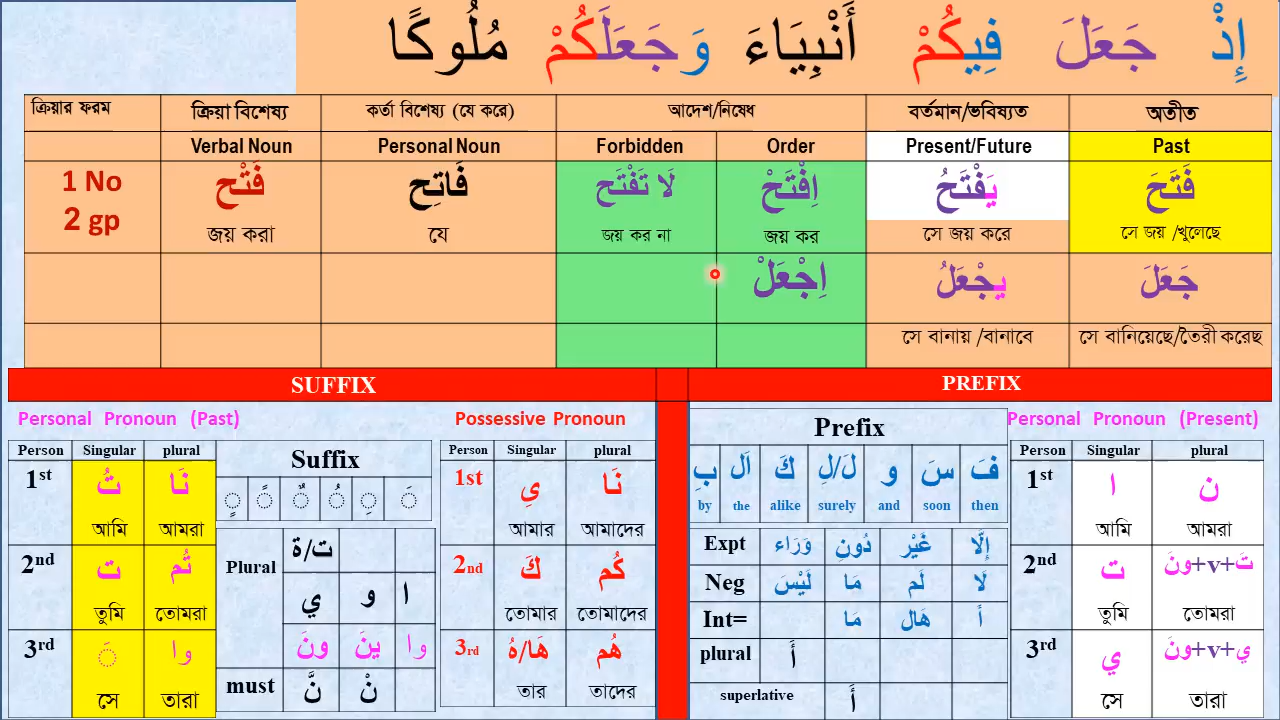 إِذْ جَعَلَ فِيكُمْ أَنْبِيَاءَ وَجَعَلَكُمْ مُلُوكًا
ক্রিয়ার ফরম ক্রিয়া বিশেষ্য কর্তা বিশেষ্য (যে করে) আদেশ/নিষেধ বর্তমান/ভবিষ্যত অতীত
Verbal Noun Personal Noun Forbidden Order Present/Future Past
1 No
2 gp
فَتْح فَاتِح لَا تَفْتَح اِفْتَحْ يَفْتَحُ فَتَحَ
জয় করা যে জয় কর না জয় কর সে জয় করে সে জয় /খুলেছে
اِجْعَلْ يجْعَلُ جَعَلَ
সে বানায় /বানাবে সে বানিয়েছে/তৈরী করেছ
SUFFIX PREFIX
Personal Pronoun (Past) Possessive Pronoun
Person Singular plural
1st تُ نَا
আমি আমরা
2nd ت تُم
তুমি তোমরা
3rd َ وا
সে তারা
Suffix
ٍ ً ٌ ُ ِ َ
Plural ت/ة
ي و ا
ونَ ينَ وا
must نَّ نْ
Person Singular plural
1st ىِ نَا
আমার আমাদের
2nd كَ كُم
তোমার তোমাদের
3rd هَا/هُ هُم
তার তাদের
Prefix
بِ اَل كَ لَ/لِ و سَ فَ
by the alike surely and soon then
Expt وَرَاء دُونِ غَيْر إِلَّا
Neg لَيْسَ مَا لَم لَا
Int= مَا هَال أ
plural أَ
superlative أَ
Personal Pronoun (Present)
Person Singular plural
1st ا ن
আমি আমরা
2nd ت تَ+v+ونَ
তুমি তোমরা
3rd ي ي+v+ونَ
সে তারা